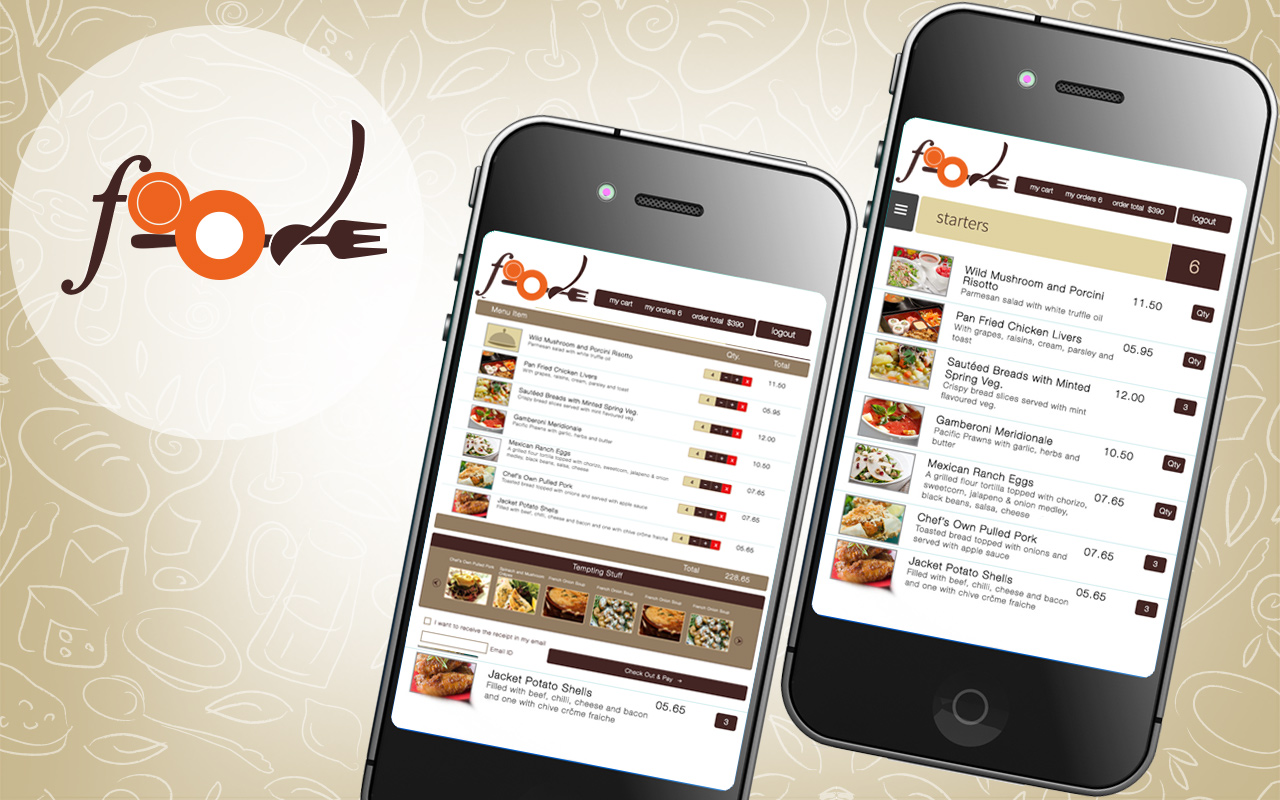 food
food
my cart my orders 6 order total $390 logout
Menu Item Qty. Total
Wild Mushroom and Porcini Risotto
Parmesan salad with white truffle oil
4 - + x 11.50
Pan Fried Chicken Livers
With grapes, raisins, cream, parsley and toast
4 - + x 05.95
Sautéed Breads with Minted Spring Veg.
Crispy bread slices served with mint flavoured veg.
4 - + x 12.00
Gamberoni Meridionale
Pacific Prawns with garlic, herbs and butter
4 - + x 10.50
Mexican Ranch Eggs
A grilled flour tortilla topped with chorizo, sweetcorn, jalapeno & onion
medley, black beans, salsa, cheese
4 - + x 07.65
Chef's Own Pulled Pork
Toasted bread topped with onions and served with apple sauce
4 - + x 07.65
Jacket Potato Shells
Filled with beef, chilli, cheese and bacon and one with chive crčme fraiche
4 - + x 05.65
Total 228.65
Tempting Stuff
Chef's Own Pulled Pork
Spinach and Mushroom
French Onion Soup
French Onion Soup
French Onion Soup
French Onion Soup
I want to receive the receipt in my email
Email ID
Check Out & Pay →
Jacket Potato Shells
Filled with beef, chilli, cheese and bacon
and one with chive crčme fraiche
05.65 3
food
my cart my orders 6 order total $390 logout
starters 6
Wild Mushroom and Porcini
Risotto
Parmesan salad with white truffle oil
11.50 Qty
Pan Fried Chicken Livers
With grapes, raisins, cream, parsley and
toast
05.95 Qty
Sautéed Breads with Minted
Spring Veg.
Crispy bread slices served with mint
flavoured veg.
12.00 3
Gamberoni Meridionale
Pacific Prawns with garlic, herbs and
butter
10.50 Qty
Mexican Ranch Eggs
A grilled flour tortilla topped with chorizo,
sweetcorn, jalapeno & onion medley,
black beans, salsa, cheese
07.65 Qty
Chef's Own Pulled Pork
Toasted bread topped with onions and
served with apple sauce
07.65 3
Jacket Potato Shells
Filled with beef, chilli, cheese and bacon
and one with chive crčme fraiche
05.65 3